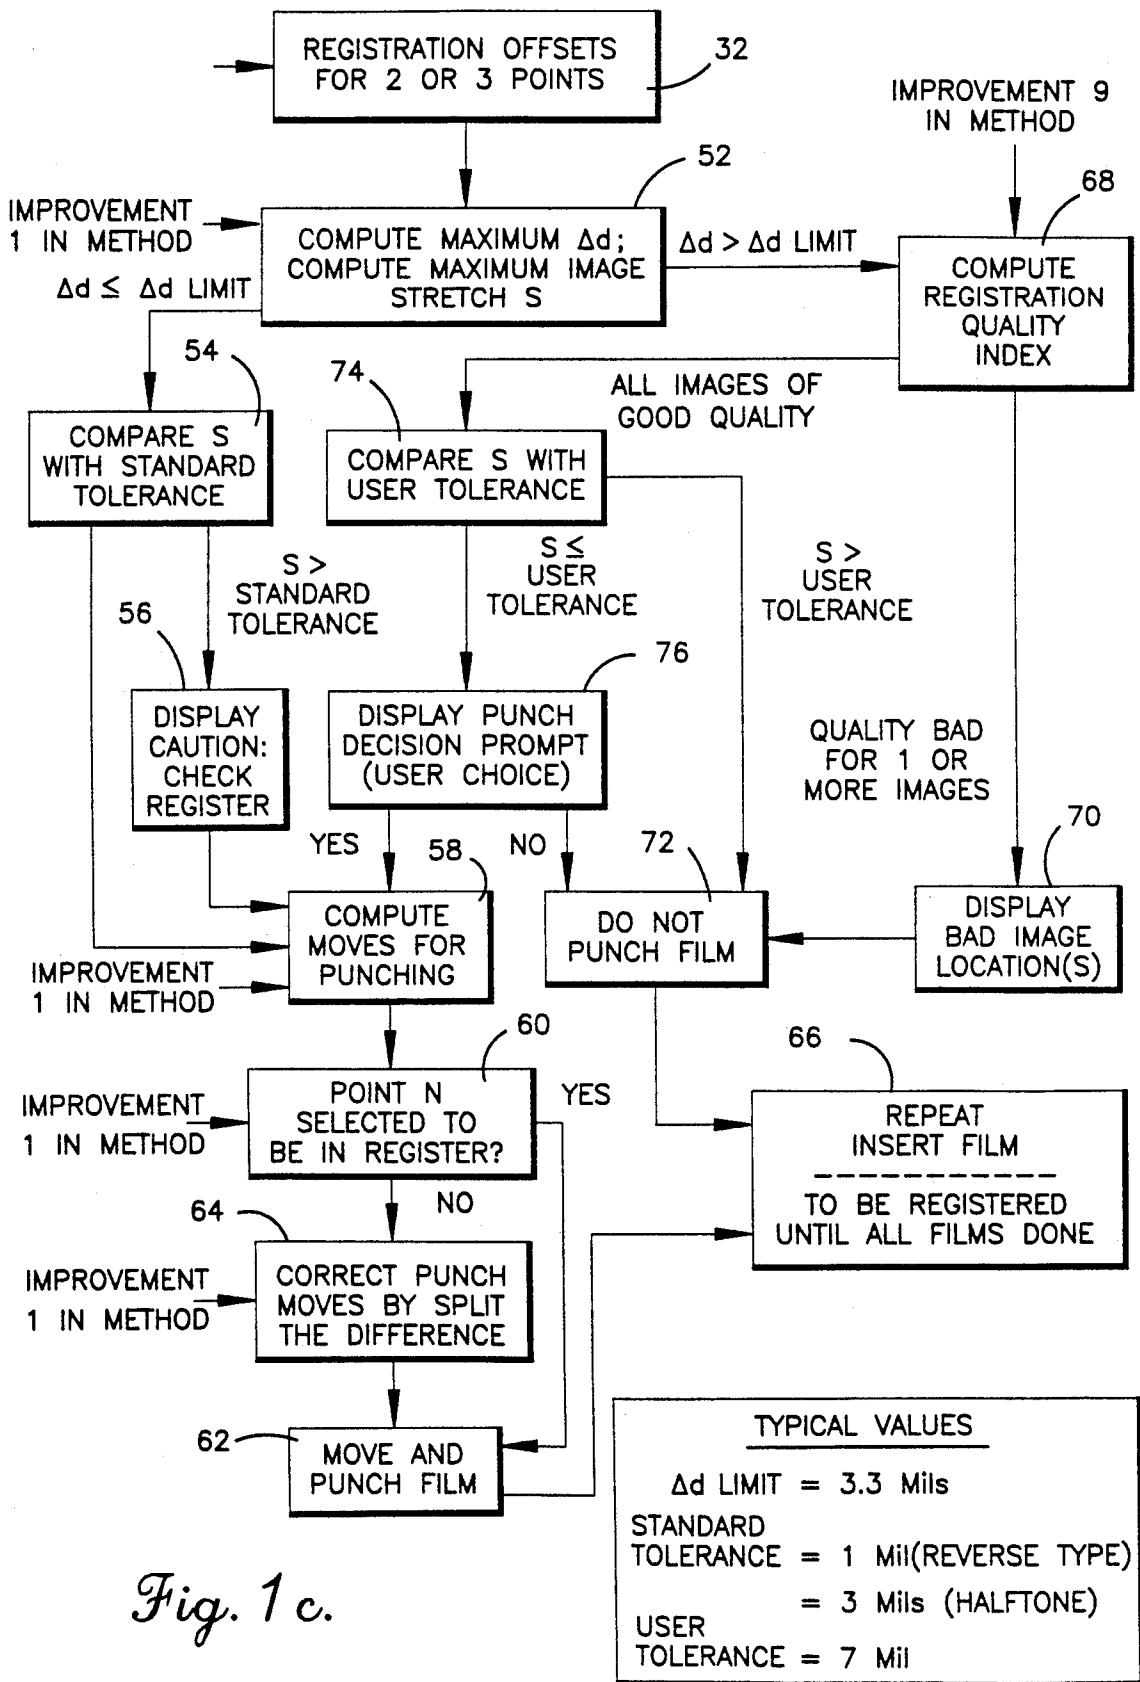 REGISTRATION OFFSETS
FOR 2 OR 3 POINTS
32
IMPROVEMENT 9
IN METHOD
52
68
IMPROVEMENT
1 IN METHOD
COMPUTE MAXIMUM Δd;
COMPUTE MAXIMUM IMAGE
STRETCH S
Δd > Δd LIMIT
COMPUTE
REGISTRATION
QUALITY
INDEX
Δd ≤ Δd LIMIT
54
74
ALL IMAGES OF
GOOD QUALITY
COMPARE S
WITH STANDARD
TOLERANCE
COMPARE S WITH
USER TOLERANCE
S >
STANDARD
TOLERANCE
S ≤
USER
TOLERANCE
S >
USER
TOLERANCE
56
76
DISPLAY
CAUTION:
CHECK
REGISTER
DISPLAY PUNCH
DECISION PROMPT
(USER CHOICE)
QUALITY BAD
FOR 1 OR
MORE IMAGES
YES
NO
58
72
70
COMPUTE
MOVES FOR
PUNCHING
DO NOT
PUNCH FILM
DISPLAY
BAD IMAGE
LOCATION(S)
IMPROVEMENT
1 IN METHOD
60
66
IMPROVEMENT
1 IN METHOD
POINT N
SELECTED TO
BE IN REGISTER?
YES
REPEAT
INSERT FILM
TO BE REGISTERED
UNTIL ALL FILMS DONE
NO
64
IMPROVEMENT
1 IN METHOD
CORRECT PUNCH
MOVES BY SPLIT
THE DIFFERENCE
62
MOVE AND
PUNCH FILM
TYPICAL VALUES
Δd LIMIT = 3.3 Mils
STANDARD
TOLERANCE = 1 Mil(REVERSE TYPE)
= 3 Mils (HALFTONE)
USER
TOLERANCE = 7 Mil
Fig. 1c.